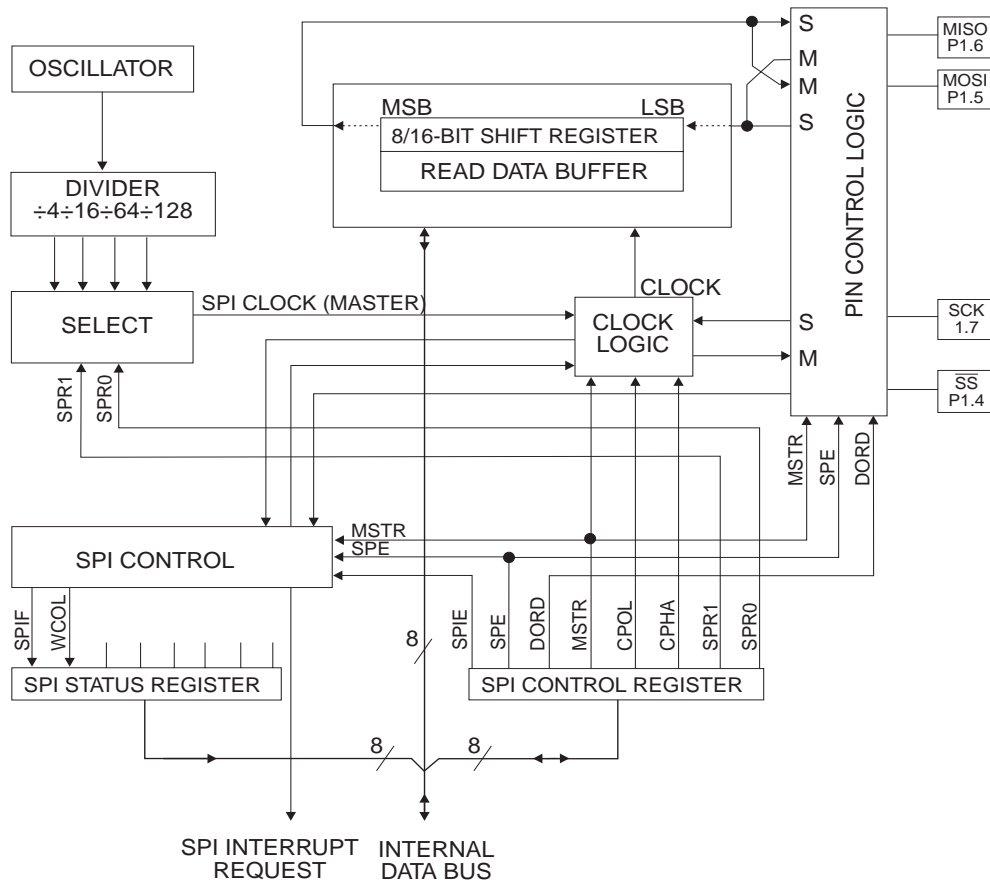 OSCILLATOR
DIVIDER
÷4÷16÷64÷128
SELECT
SPI CLOCK (MASTER)
SPR1
SPR0
MSB
LSB
8/16-BIT SHIFT REGISTER
READ DATA BUFFER
CLOCK
CLOCK
LOGIC
S
M
M
S
S
M
PIN CONTROL LOGIC
MISO
P1.6
MOSI
P1.5
SCK
1.7
SS
P1.4
MSTR
SPE
DORD
MSTR
SPE
SPI CONTROL
SPIF
WCOL
SPI STATUS REGISTER
8
SPIE
SPE
DORD
MSTR
CPOL
CPHA
SPR1
SPR0
SPI CONTROL REGISTER
8
8
SPI INTERRUPT
REQUEST
INTERNAL
DATA BUS